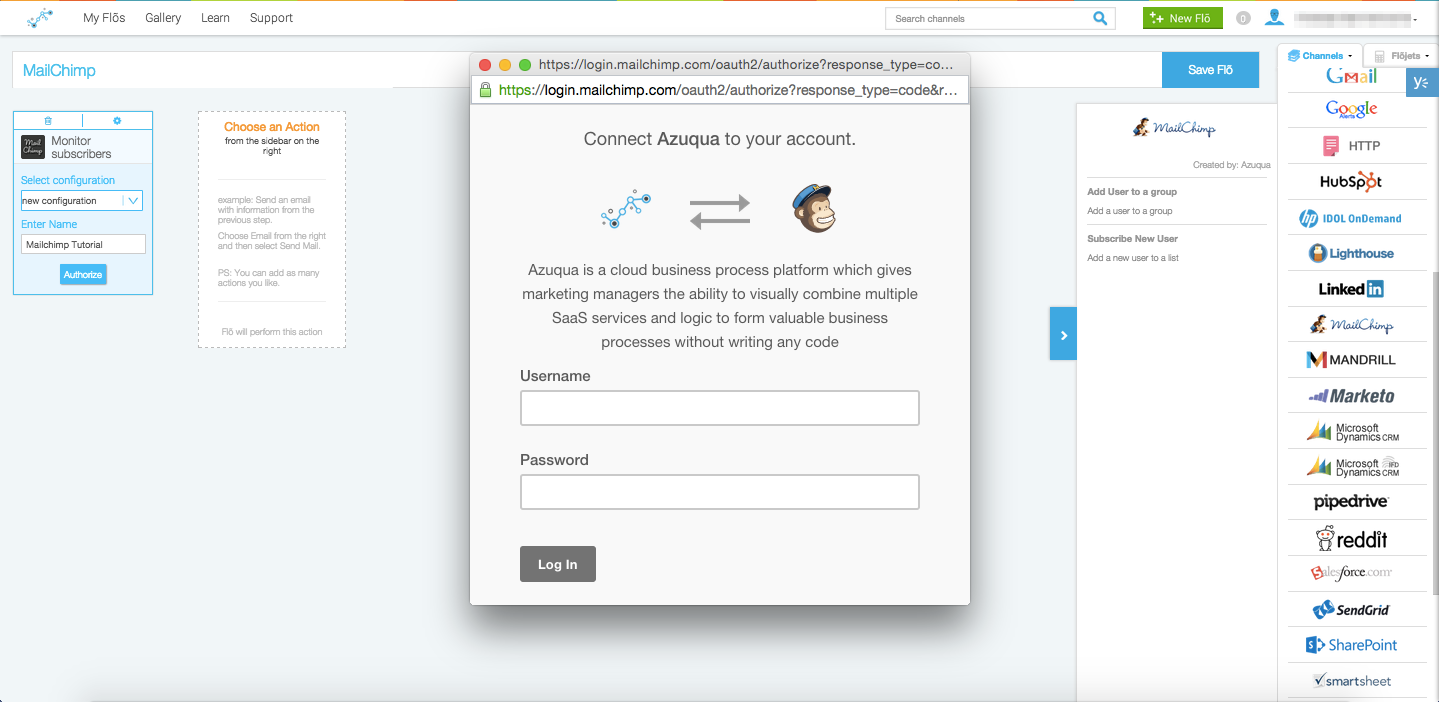 My Flōs
Gallery
Learn
Support
Search channels
New Flō
0
MailChimp
Save Flō
Monitor
subscribers
Select configuration
new configuration
Enter Name
Mailchimp Tutorial
Authorize
Choose an Action
from the sidebar on the
right
example: Send an email
with information from the
previous step.
Choose Email from the right
and then select Send Mail.
PS: You can add as many
actions you like.
Flō will perform this action
https://login.mailchimp.com/oauth2/authorize?response_type=co...
https://login.mailchimp.com/oauth2/authorize?response_type=code&r...
Connect Azuqua to your account.
Azuqua is a cloud business process platform which gives
marketing managers the ability to visually combine multiple
SaaS services and logic to form valuable business
processes without writing any code
Username
Password
Log In
MailChimp
Created by: Azuqua
Add User to a group
Add a user to a group
Subscribe New User
Add a new user to a list
Channels
Flōjets
Gmail
Google
Alerts
HTTP
HubSpot
hp IDOL OnDemand
Lighthouse
LinkedIn
MailChimp
MANDRILL
Marketo
Microsoft
Dynamics CRM
Microsoft IFD
Dynamics CRM
pipedrive
reddit
salesforce.com
SendGrid
S SharePoint
smartsheet